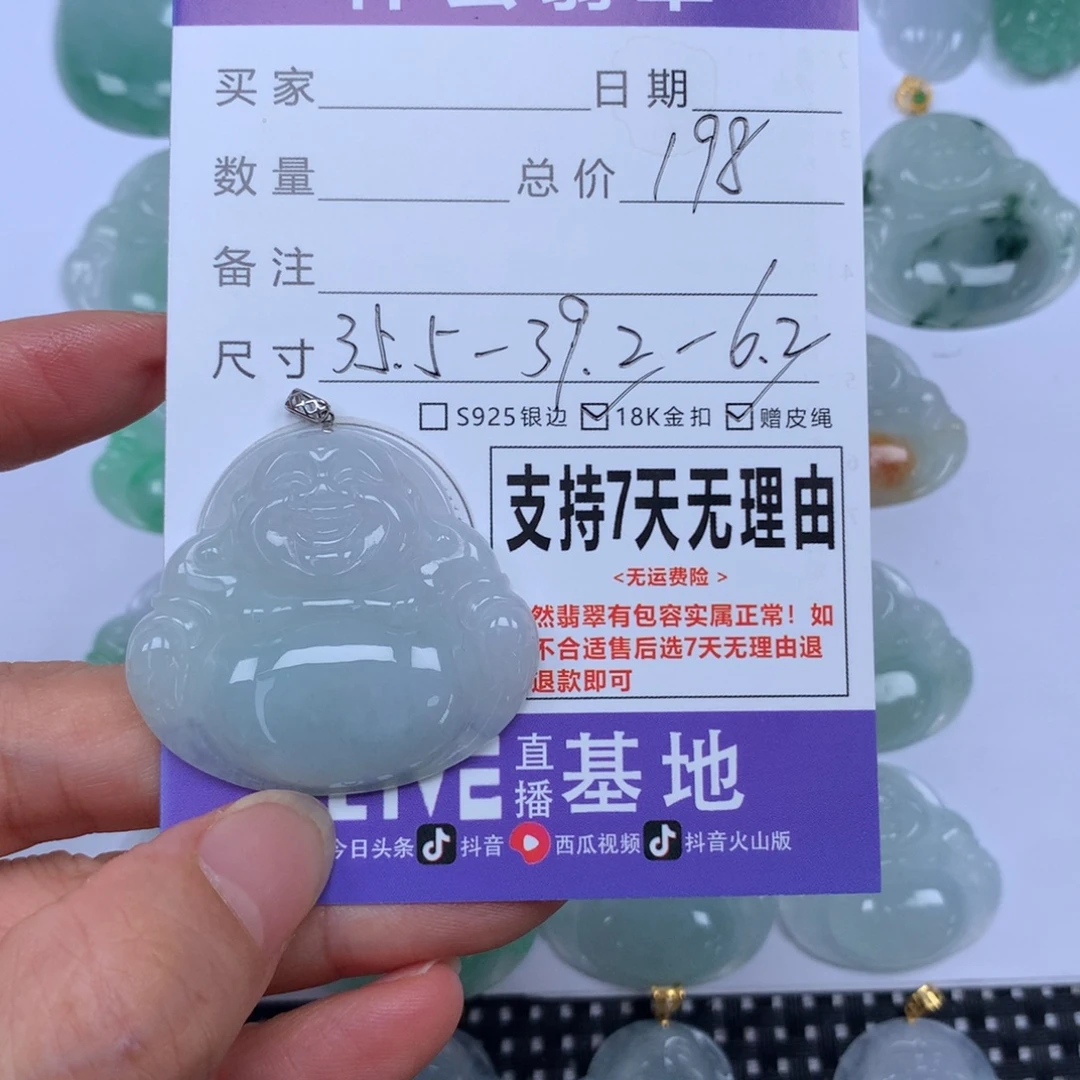 买家 日期
数量 总价 198
备注
尺寸 35.5-39.2-6.2
S925银边 18K金扣 赠皮绳
支持7天无理由
<无运费险>
然翡翠有包容实属正常！如
不合适售后选7天无理由退
退款即可
LIVE 直播基地
今日头条 抖音 西瓜视频 抖音火山版